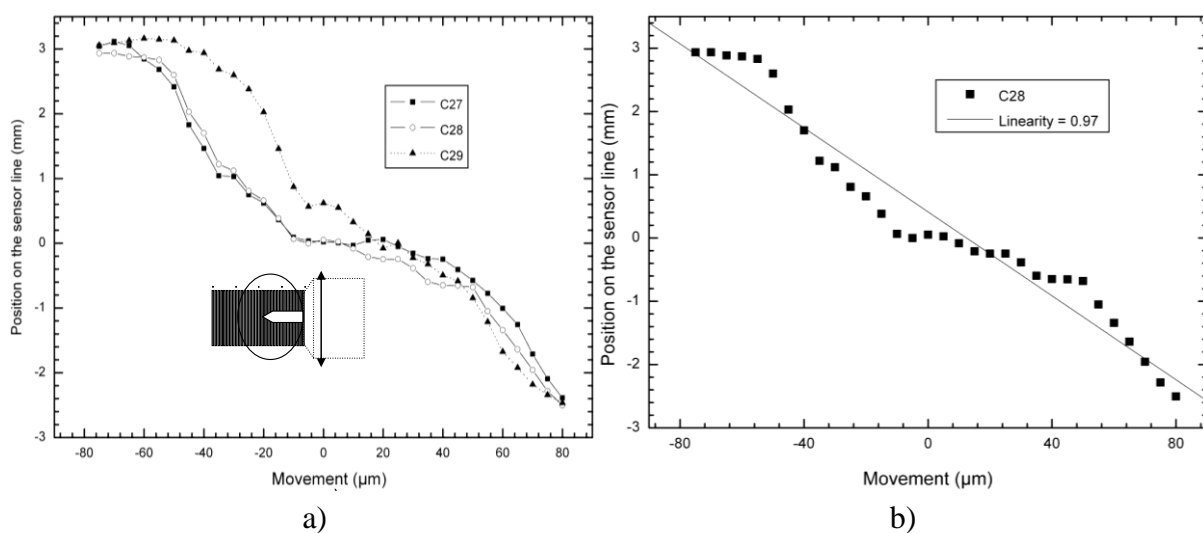 Position on the sensor line (mm)
3
2
1
0
-1
-2
-3
-80 -60 -40 -20 0 20 40 60 80
Movement (µm)
C27
C28
C29
a)
Position on the sensor line (mm)
4
3
2
1
0
-1
-2
-3
-80 -40 0 40 80
Movement (µm)
C28
Linearity = 0.97
b)